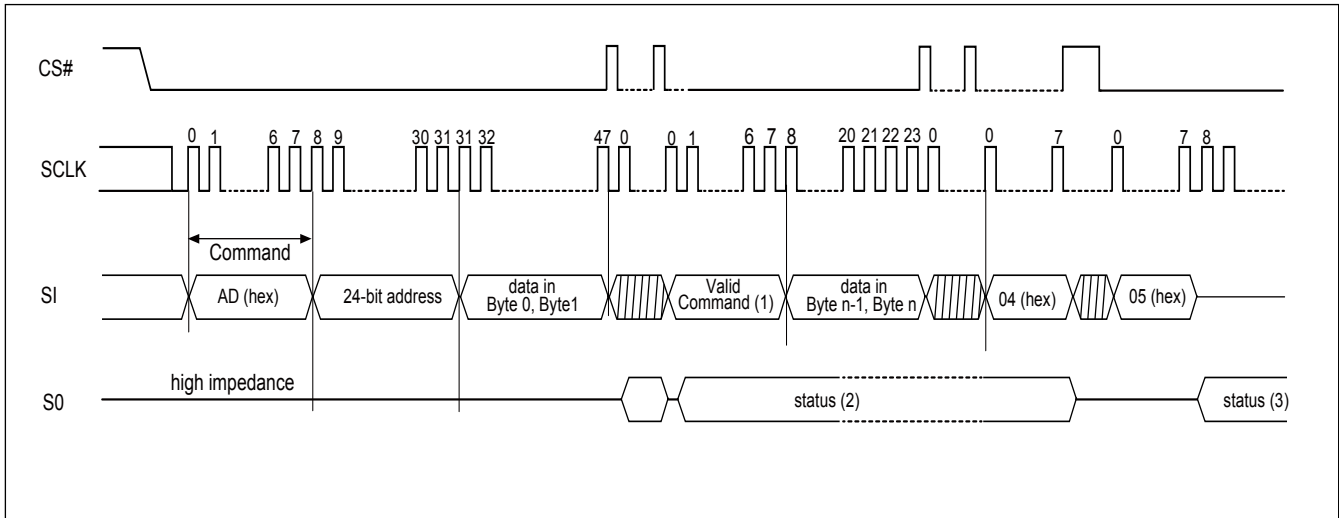 CS#
0 1 6 7 8 9 30 31 31 32 47 0 0 1 6 7 8 20 21 22 23 0 0 7 0 7 8
SCLK
Command
SI
AD (hex)
24-bit address
data in
Byte 0, Byte1
Valid
Command (1)
data in
Byte n-1, Byte n
04 (hex)
05 (hex)
high impedance
S0
status (2)
status (3)